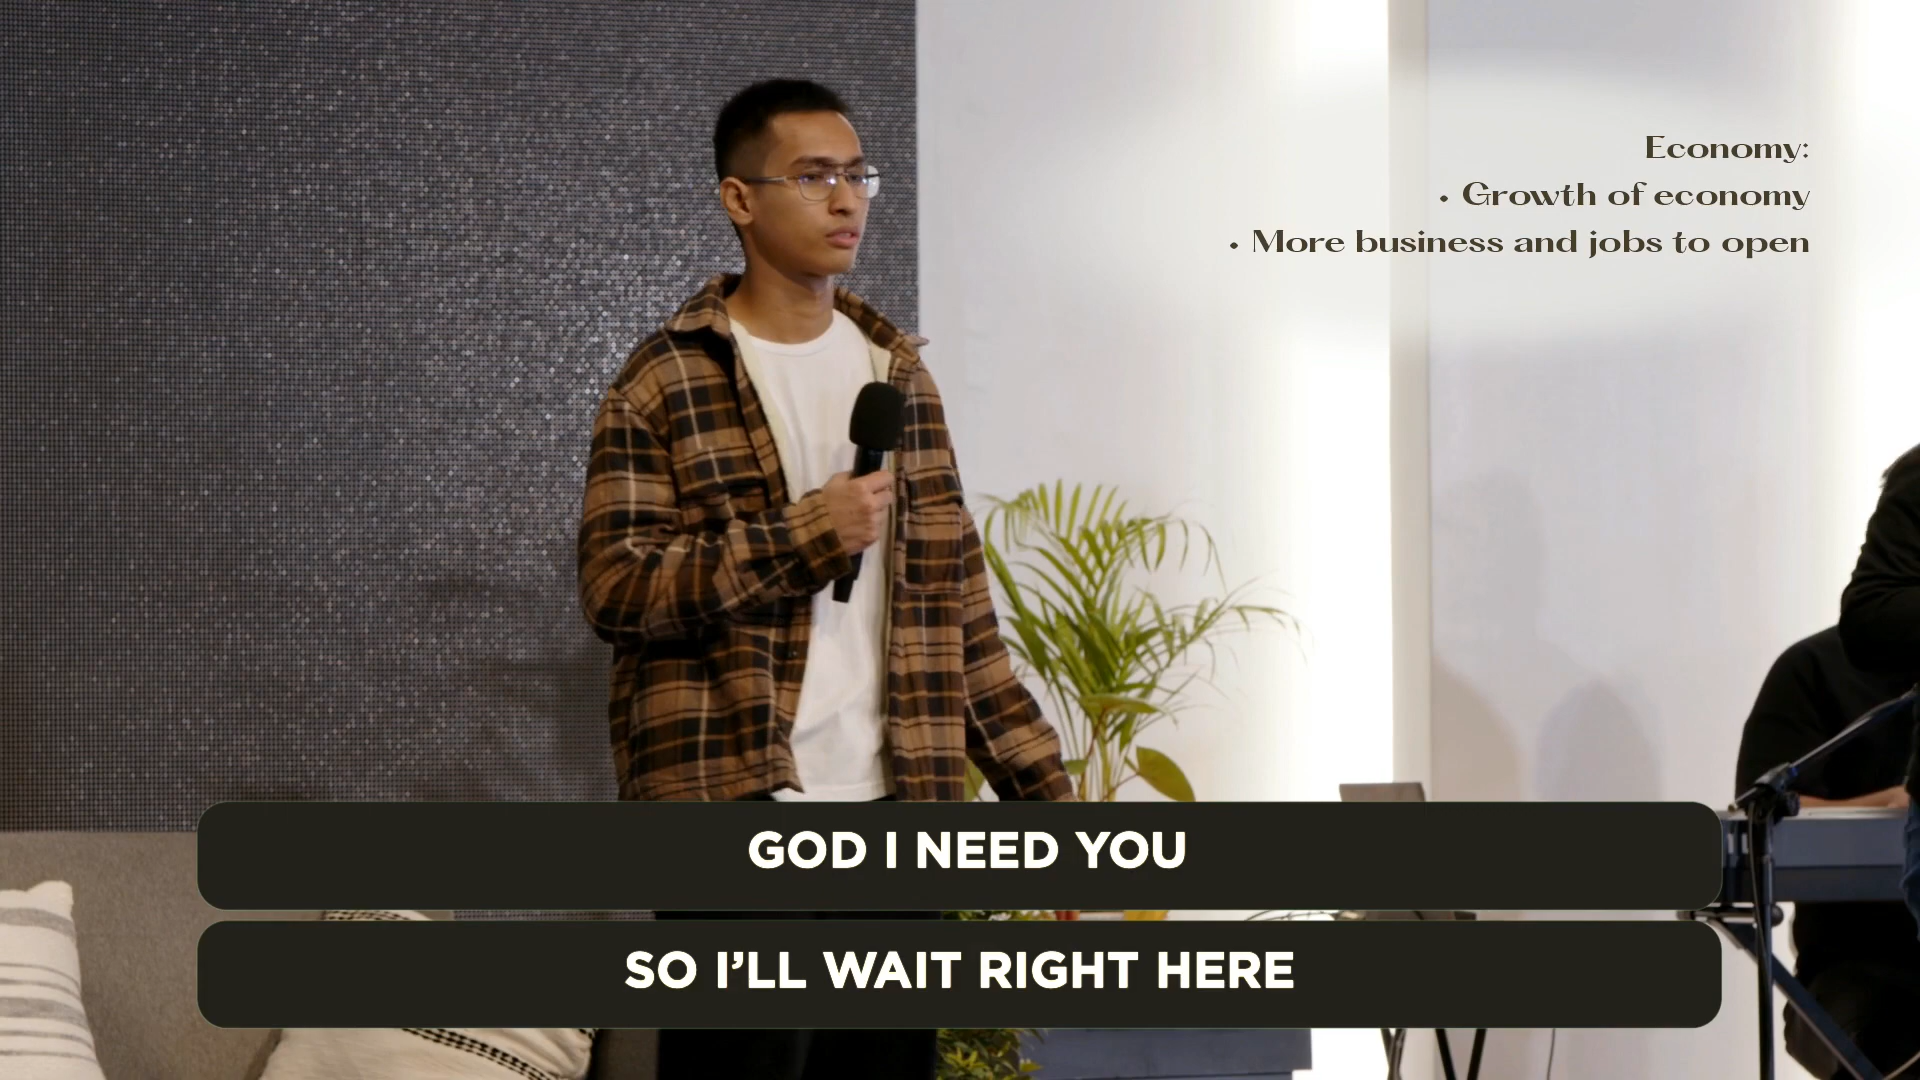 Economy:
• Growth of economy
• More business and jobs to open
GOD I NEED YOU
SO I’LL WAIT RIGHT HERE